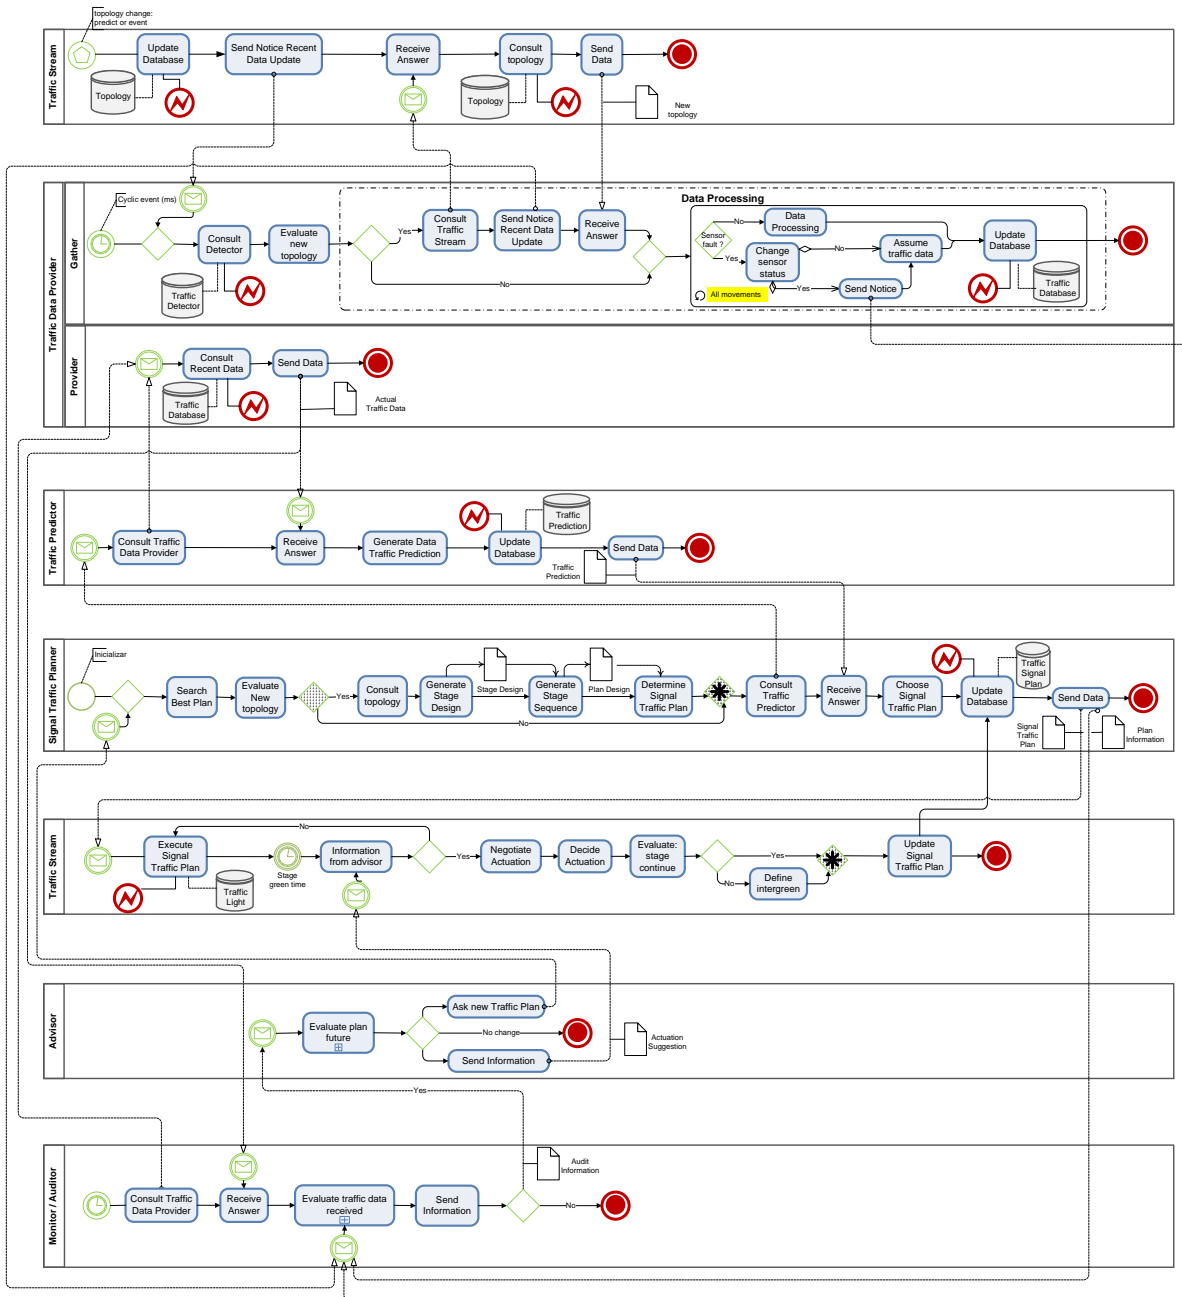 topology change:
predict or event
Traffic Stream
Update
Database
Send Notice Recent
Data Update
Receive
Answer
Consult
topology
Send
Data
Topology
Topology
New
topology
Traffic Data Provider
Gather
Cyclic event (ms)
Consult
Detector
Evaluate
new
topology
Traffic
Detector
Yes
No
Consult
Traffic
Stream
Send Notice
Recent Data
Update
Receive
Answer
Data Processing
Sensor
fault ?
No
Data
Processing
Yes
Change
sensor
status
No
Assume
traffic data
Yes
Send Notice
All movements
Update
Database
Traffic
Database
Provider
Consult
Recent Data
Send Data
Traffic
Database
Actual
Traffic Data
Traffic Predictor
Consult Traffic
Data Provider
Receive
Answer
Generate Data
Traffic Prediction
Update
Database
Traffic
Prediction
Send Data
Traffic
Prediction
Signal Traffic Planner
Inicializar
Search
Best Plan
Evaluate
New
topology
Yes
No
Consult
topology
Generate
Stage
Design
Stage Design
Generate
Stage
Sequence
Plan Design
Determine
Signal
Traffic Plan
Consult
Traffic
Predictor
Receive
Answer
Choose
Signal
Traffic Plan
Update
Database
Traffic
Signal
Plan
Send Data
Signal
Traffic
Plan
Plan
Information
Traffic Stream
Execute
Signal
Traffic Plan
Traffic
Light
Stage
green time
No
Information
from advisor
Yes
Negotiate
Actuation
Decide
Actuation
Evaluate:
stage
continue
Yes
No
Define
intergreen
Update
Signal
Traffic Plan
Advisor
Evaluate plan
future
Ask new Traffic Plan
No change
Send Information
Actuation
Suggestion
Yes
Monitor / Auditor
Consult Traffic
Data Provider
Receive
Answer
Evaluate traffic data
received
Send
Information
Audit
Information
No